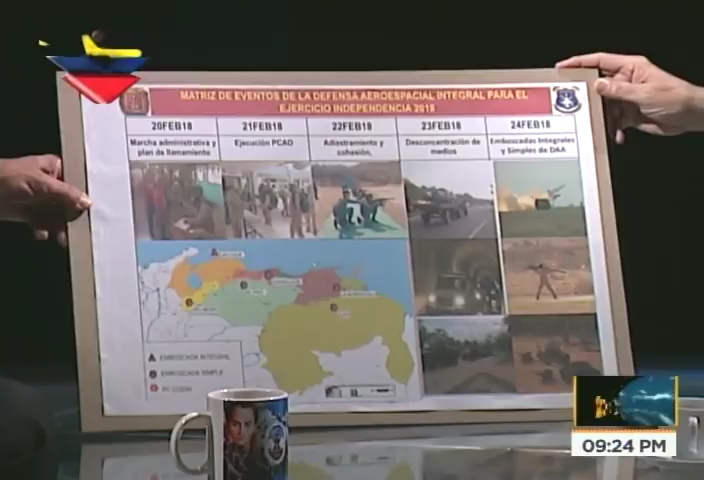 MATRIZ DE EVENTOS DE LA DEFENSA AEROESPACIAL INTEGRAL PARA EL
EJERCICIO INDEPENDENCIA 2018
20FEB18
21FEB18
22FEB18
23FEB18
24FEB18
Marcha administrativa y
plan de llamamiento
Ejecución PCAD
Adiestramiento y
cohesión,
Desconcentración de
medios
Emboscadas Integrales
y Simples de DAA
EMBOSCADA INTEGRAL
EMBOSCADA SIMPLE
09:24 PM